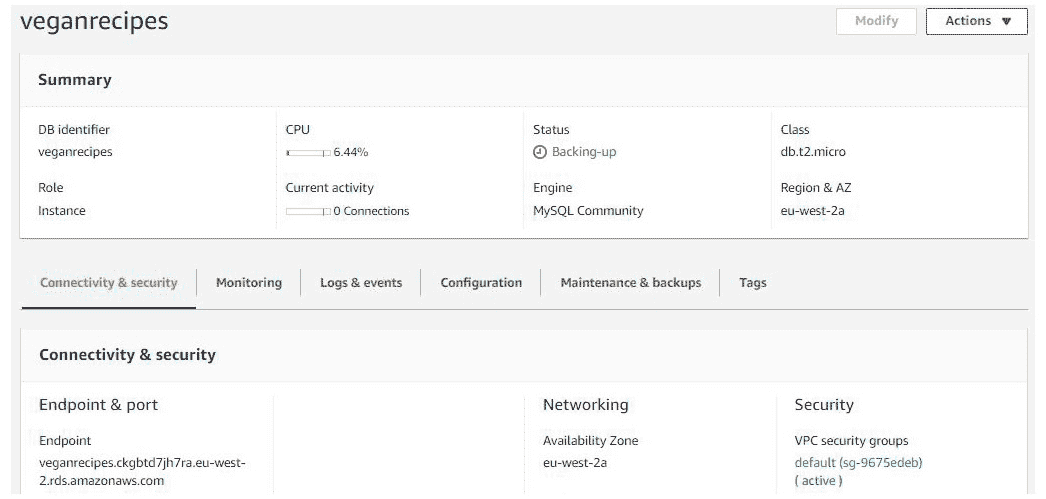 veganrecipes
Modify
Actions
Summary
DB identifier
CPU
Status
Class
veganrecipes
6.44%
Backing-up
db.t2.micro
Role
Current activity
Engine
Region & AZ
Instance
0 Connections
MySQL Community
eu-west-2a
Connectivity & security
Monitoring
Logs & events
Configuration
Maintenance & backups
Tags
Connectivity & security
Endpoint & port
Networking
Security
Endpoint
Availability Zone
VPC security groups
veganrecipes.ckgbtd7jh7ra.eu-west-
2.rds.amazonaws.com
eu-west-2a
default (sg-9675edeb)
( active )